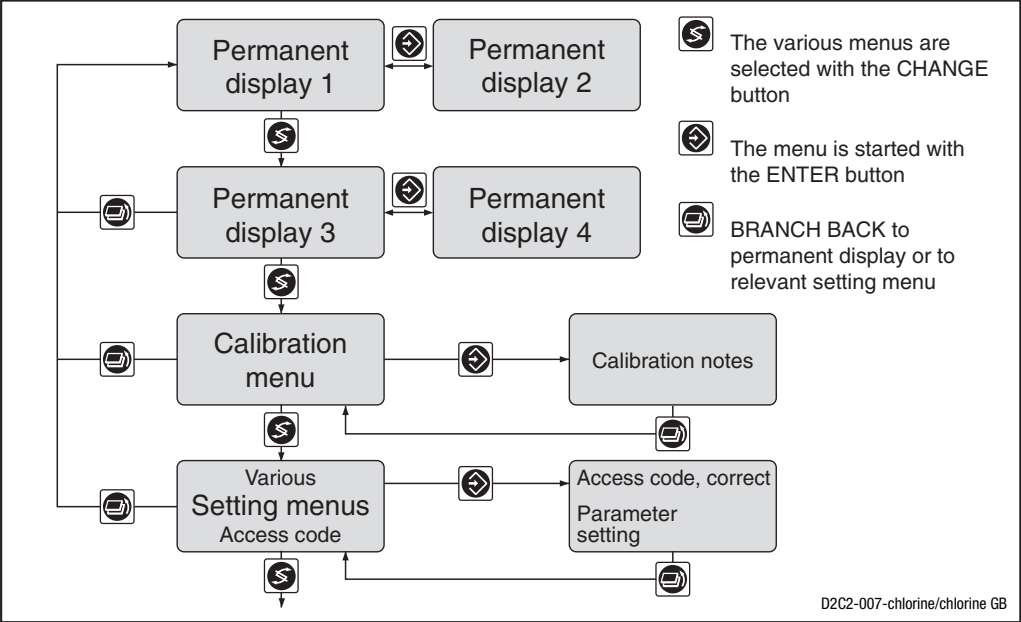 Permanent
display 1
Permanent
display 2
The various menus are
selected with the CHANGE
button
The menu is started with
the ENTER button
Permanent
display 3
Permanent
display 4
BRANCH BACK to
permanent display or to
relevant setting menu
Calibration
menu
Calibration notes
Various
Setting menus
Access code
Access code, correct
Parameter
setting
D2C2-007-chlorine/chlorine GB